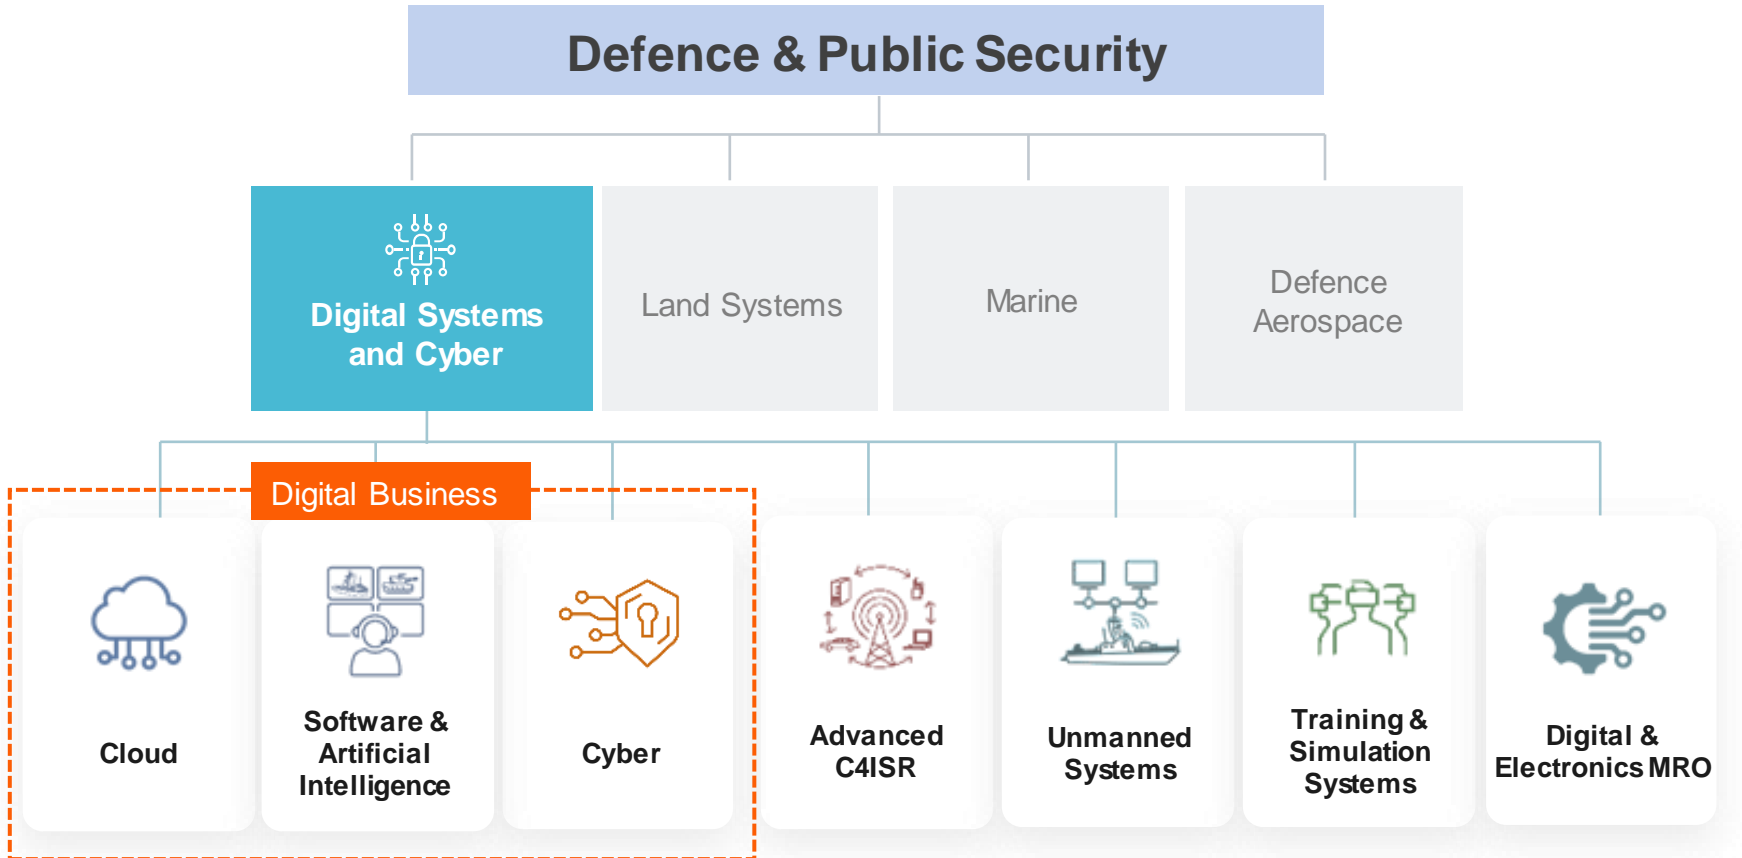 Defence & Public Security
Digital Systems
and Cyber
Land Systems
Marine
Defence
Aerospace
Digital Business
Cloud
Software &
Artificial
Intelligence
Cyber
Advanced
C4ISR
Unmanned
Systems
Training &
Simulation
Systems
Digital &
Electronics MRO